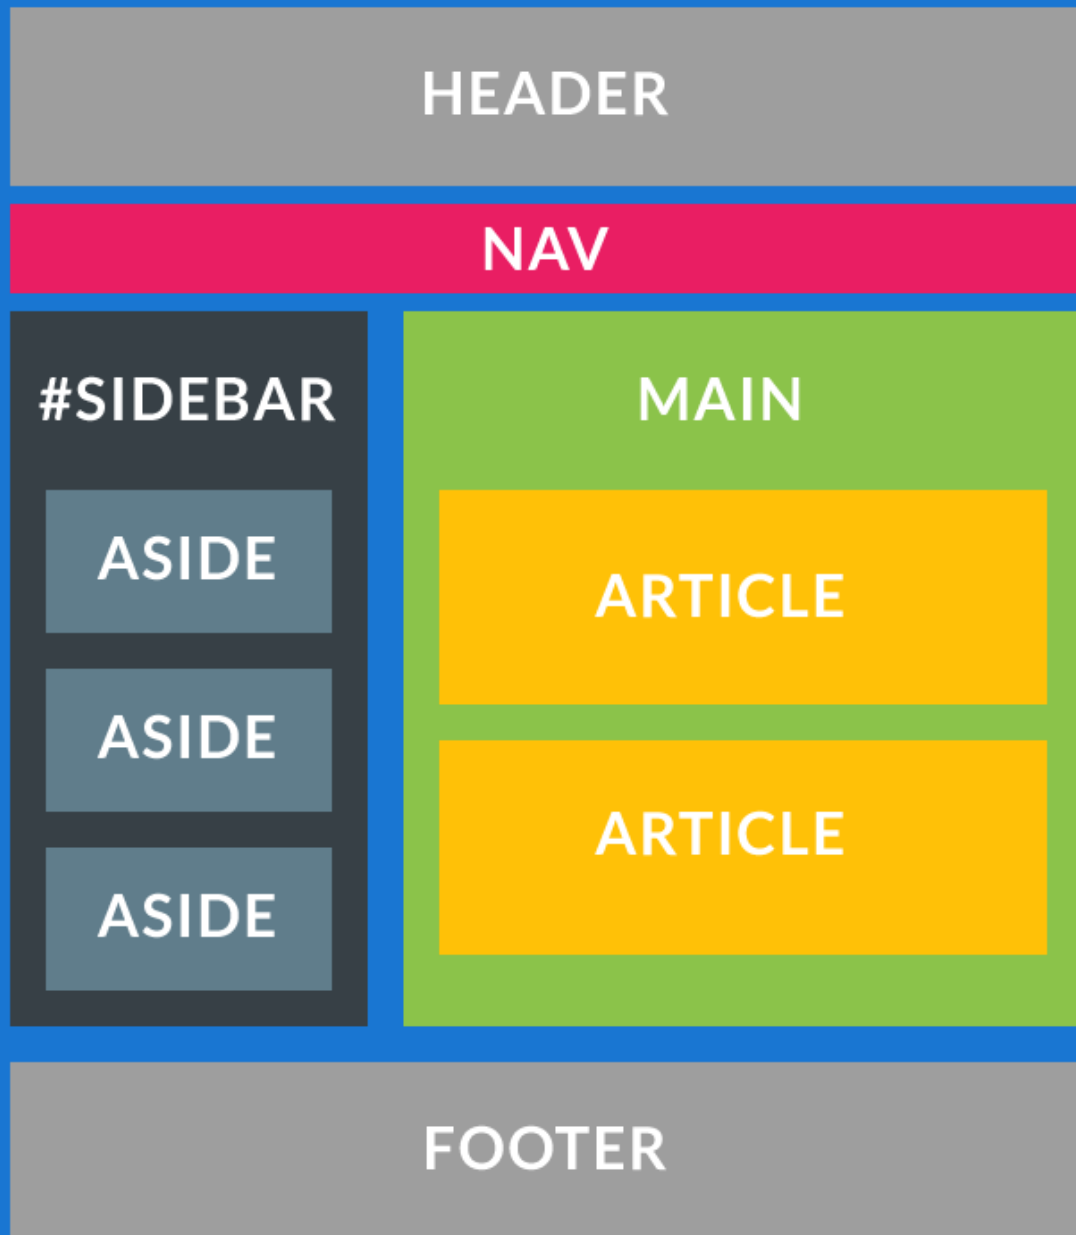 HEADER
NAV
#SIDEBAR
ASIDE
ASIDE
ASIDE
MAIN
ARTICLE
ARTICLE
FOOTER